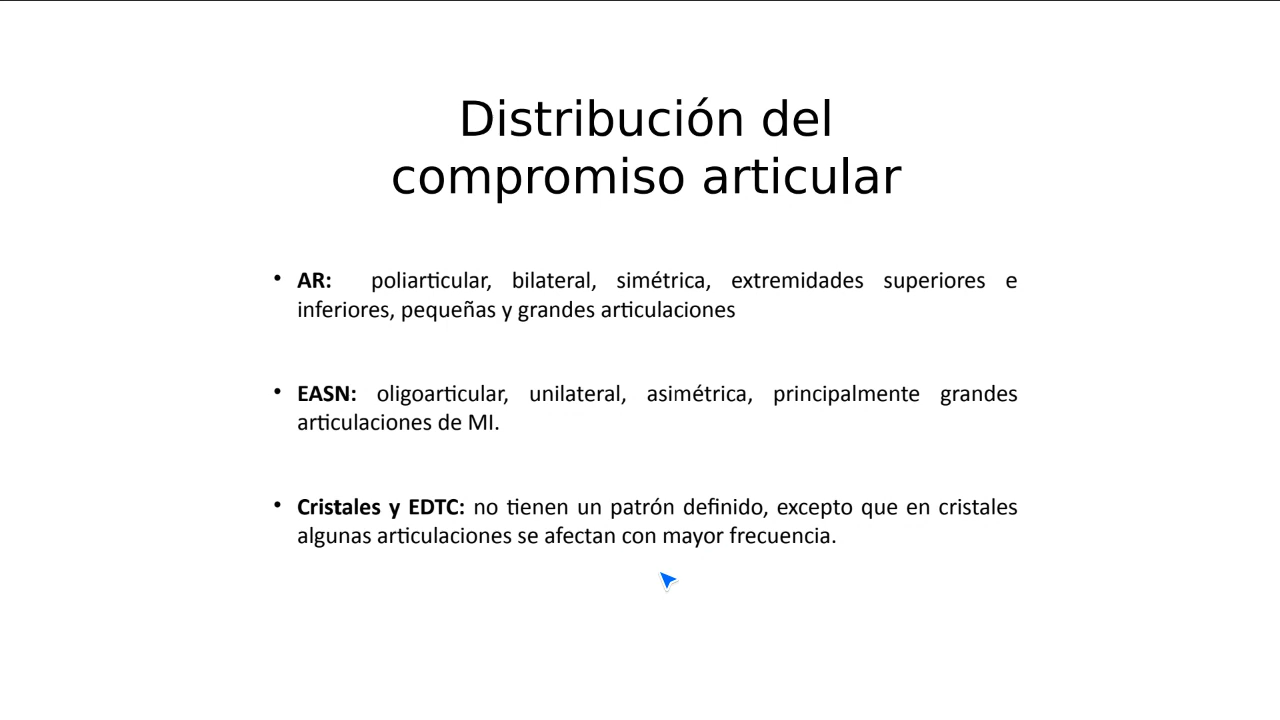 Distribución del
compromiso articular
• AR: poliarticular, bilateral, simétrica, extremidades superiores e
inferiores, pequeñas y grandes articulaciones
• EASN: oligoarticular, unilateral, asimétrica, principalmente grandes
articulaciones de MI.
• Cristales y EDTC: no tienen un patrón definido, excepto que en cristales
algunas articulaciones se afectan con mayor frecuencia.